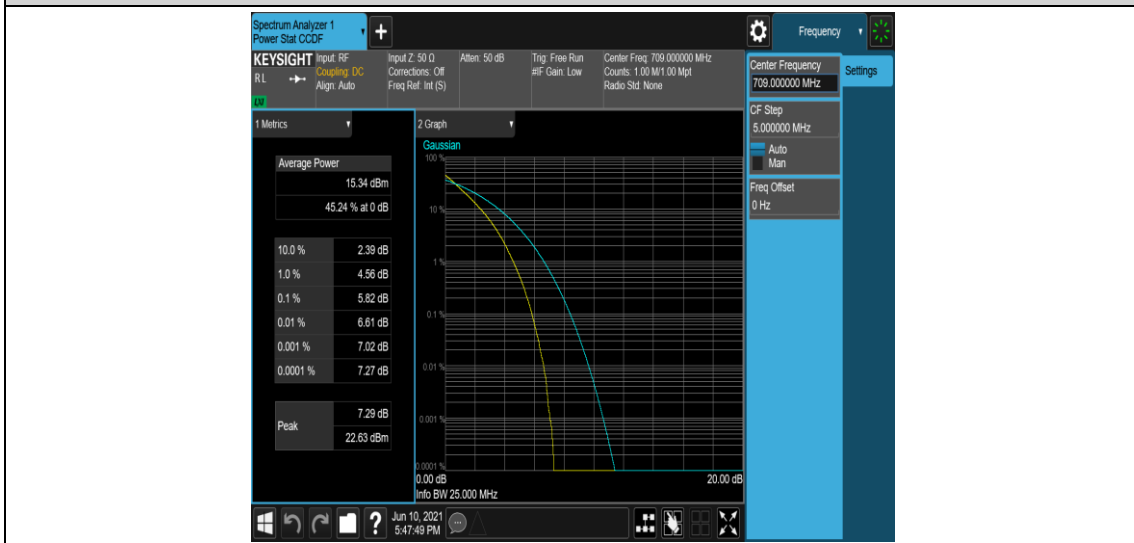 Spectrum Analyzer 1
Power Stat CCDF
+
Frequency
KEYSIGHT
RL
LXI
Input: RF
Coupling: DC
Align: Auto
Input Z: 50 Ω
Corrections: Off
Freq Ref: Int (S)
Atten: 50 dB
Trig: Free Run
#IF Gain: Low
Center Freq: 709.000000 MHz
Counts: 1.00 M/1.00 Mpt
Radio Std: None
Center Frequency
709.000000 MHz
Settings
CF Step
5.000000 MHz
Auto
Man
Freq Offset
0 Hz
1 Metrics
Average Power
15.34 dBm
45.24 % at 0 dB
10.0 % 2.39 dB
1.0 % 4.56 dB
0.1 % 5.82 dB
0.01 % 6.61 dB
0.001 % 7.02 dB
0.0001 % 7.27 dB
Peak 7.29 dB
22.63 dBm
2 Graph
Gaussian
100 %
10 %
1 %
0.1 %
0.01 %
0.001 %
0.0001 %
0.00 dB 20.00 dB
Info BW 25.000 MHz
?
Jun 10, 2021
5:47:49 PM